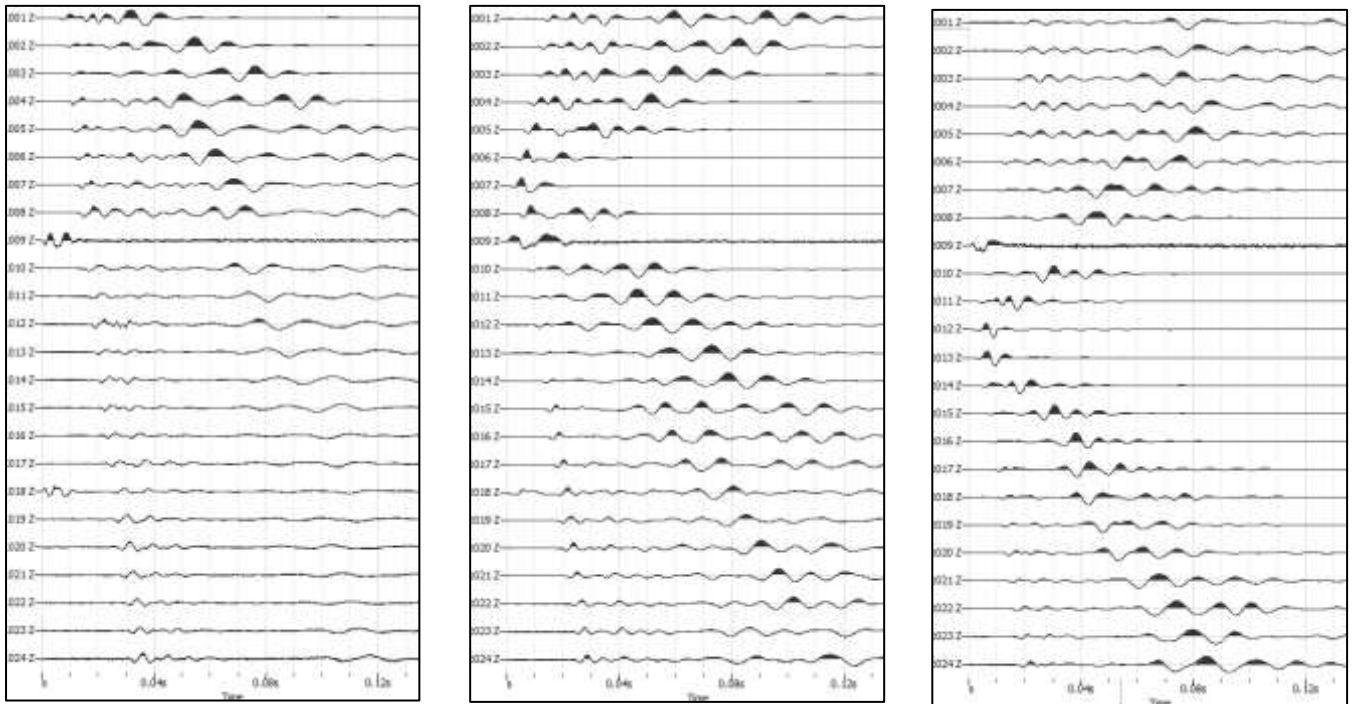 001 Z
002 Z
003 Z
004 Z
005 Z
006 Z
007 Z
008 Z
009 Z
010 Z
011 Z
012 Z
013 Z
014 Z
015 Z
016 Z
017 Z
018 Z
019 Z
020 Z
021 Z
022 Z
023 Z
024 Z
s 0.04s 0.08s 0.12s
Time
001 Z
002 Z
003 Z
004 Z
005 Z
006 Z
007 Z
008 Z
009 Z
010 Z
011 Z
012 Z
013 Z
014 Z
015 Z
016 Z
017 Z
018 Z
019 Z
020 Z
021 Z
022 Z
023 Z
024 Z
s 0.04s 0.08s 0.12s
Time
001 Z
002 Z
003 Z
004 Z
005 Z
006 Z
007 Z
008 Z
009 Z
010 Z
011 Z
012 Z
013 Z
014 Z
015 Z
016 Z
017 Z
018 Z
019 Z
020 Z
021 Z
022 Z
023 Z
024 Z
s 0.04s 0.08s 0.12s
Time